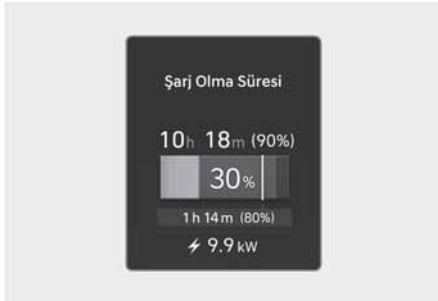 Şarj Olma Süresi
10h 18m (90%)
30%
1 h 14 m (80%)
9.9 kW